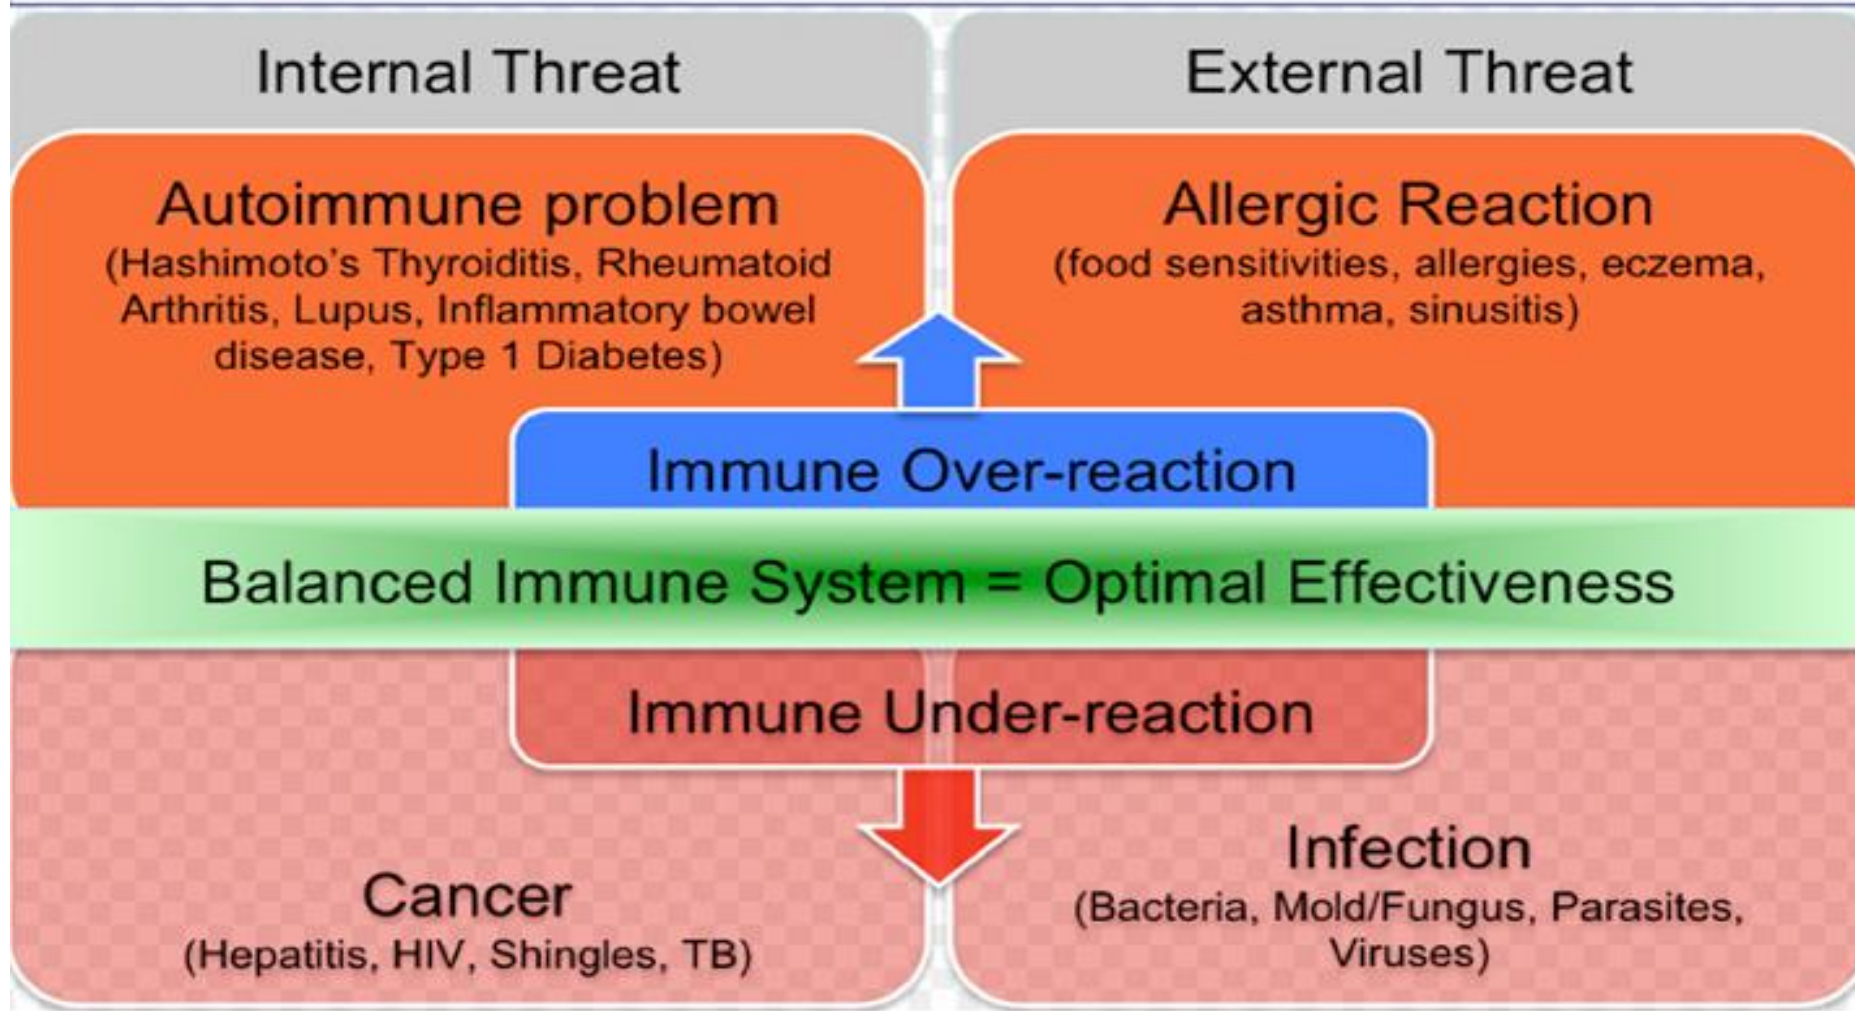 Internal Threat
External Threat
Autoimmune problem
(Hashimoto's Thyroiditis, Rheumatoid
Arthritis, Lupus, Inflammatory bowel
disease, Type 1 Diabetes)
Allergic Reaction
(food sensitivities, allergies, eczema,
asthma, sinusitis)
Immune Over-reaction
Balanced Immune System = Optimal Effectiveness
Immune Under-reaction
Cancer
(Hepatitis, HIV, Shingles, TB)
Infection
(Bacteria, Mold/Fungus, Parasites,
Viruses)